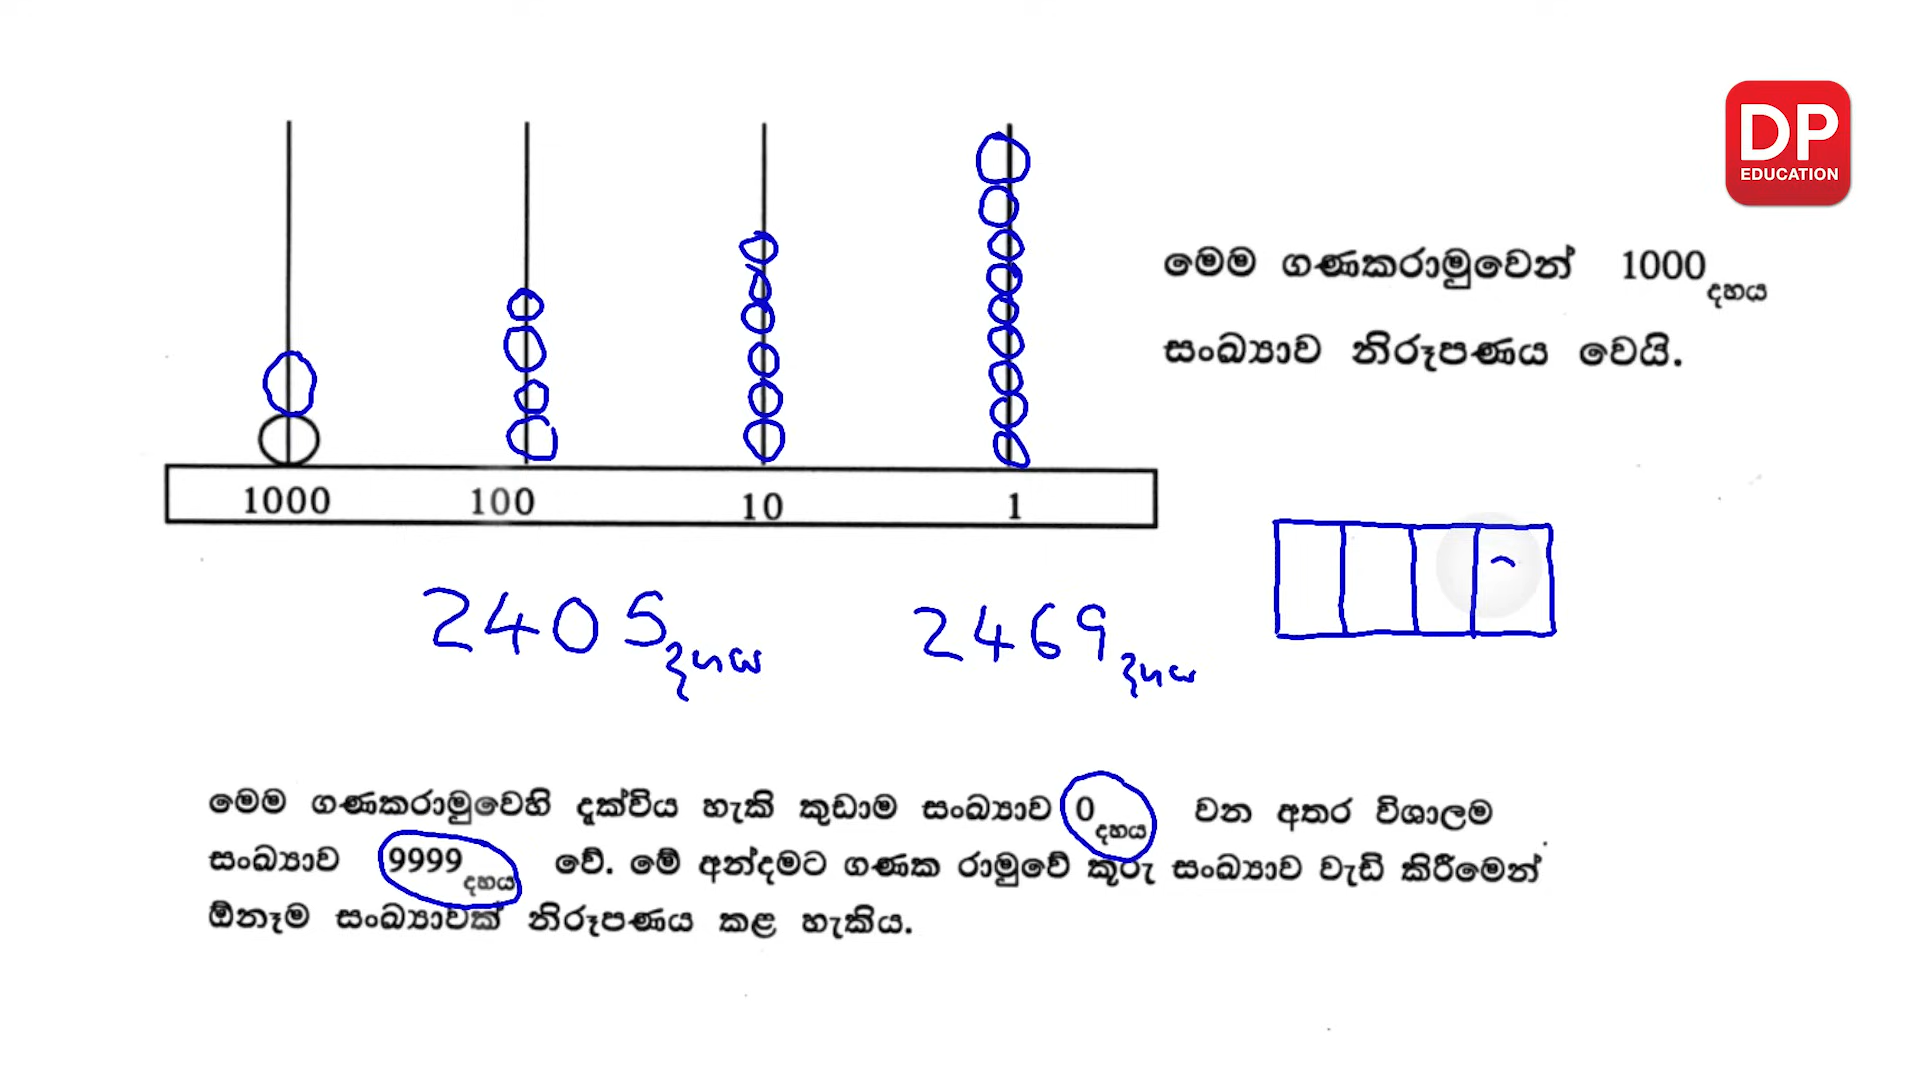 DP
EDUCATION
මෙම ගණකරාමුවෙන් 1000දහය
සංඛ්‍යාව නිරූපණය වෙයි.
1000 100 10 1
2405දහය 2469දහය
මෙම ගණකරාමුවෙහි දැක්විය හැකි කුඩාම සංඛ්‍යාව 0දහය වන අතර විශාලම
සංඛ්‍යාව 9999දහය වේ. මේ අන්දමට ගණක රාමුවේ කූරු සංඛ්‍යාව වැඩි කිරීමෙන්
ඕනෑම සංඛ්‍යාවක් නිරූපණය කළ හැකිය.